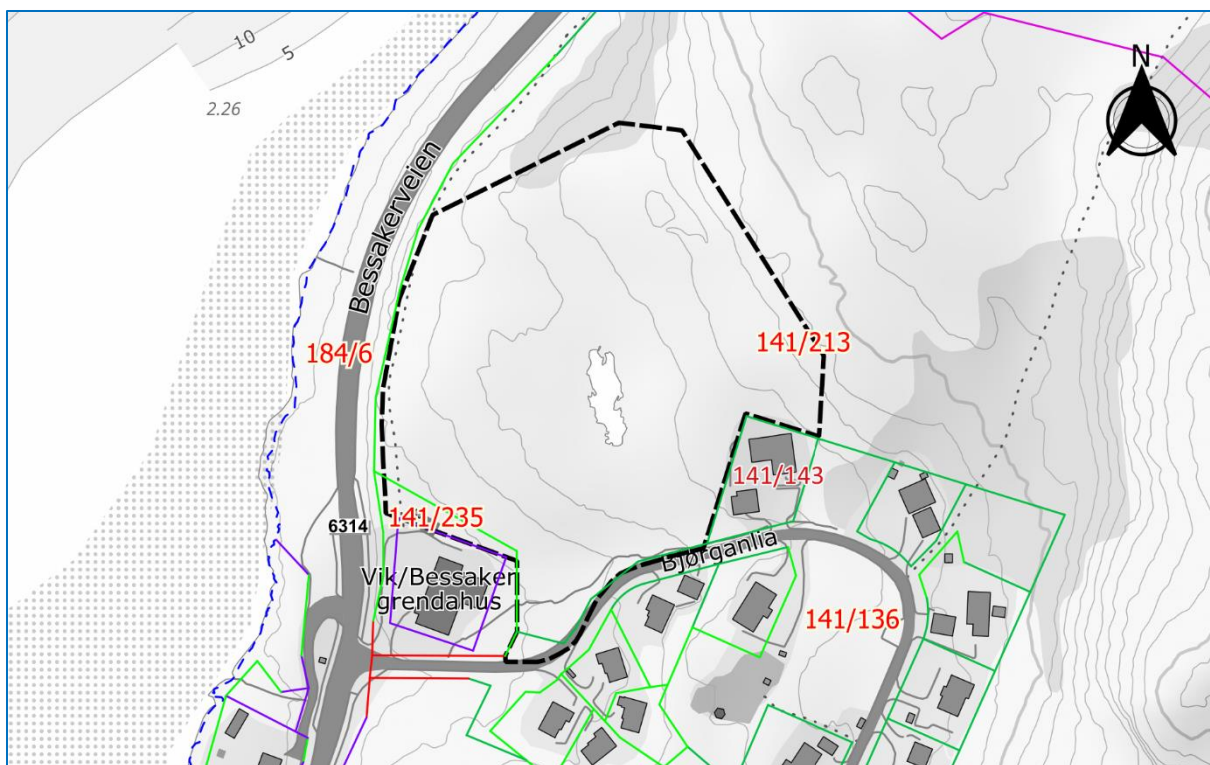 10
5
N
2.26
Bessakerveien
184/6
141/213
141/143
141/235
6314
Bjørganlia
Vik/Bessaker
grendahus
141/136